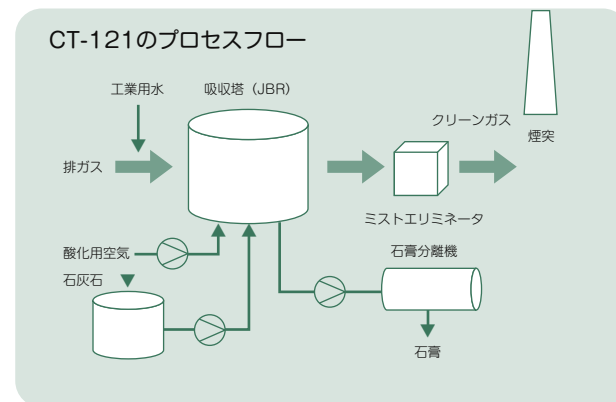 CT-121のプロセスフロー
工業用水
吸収塔（JBR）
クリーンガス
煙突
排ガス
ミストエリミネータ
酸化用空気
石膏分離機
石灰石
石膏